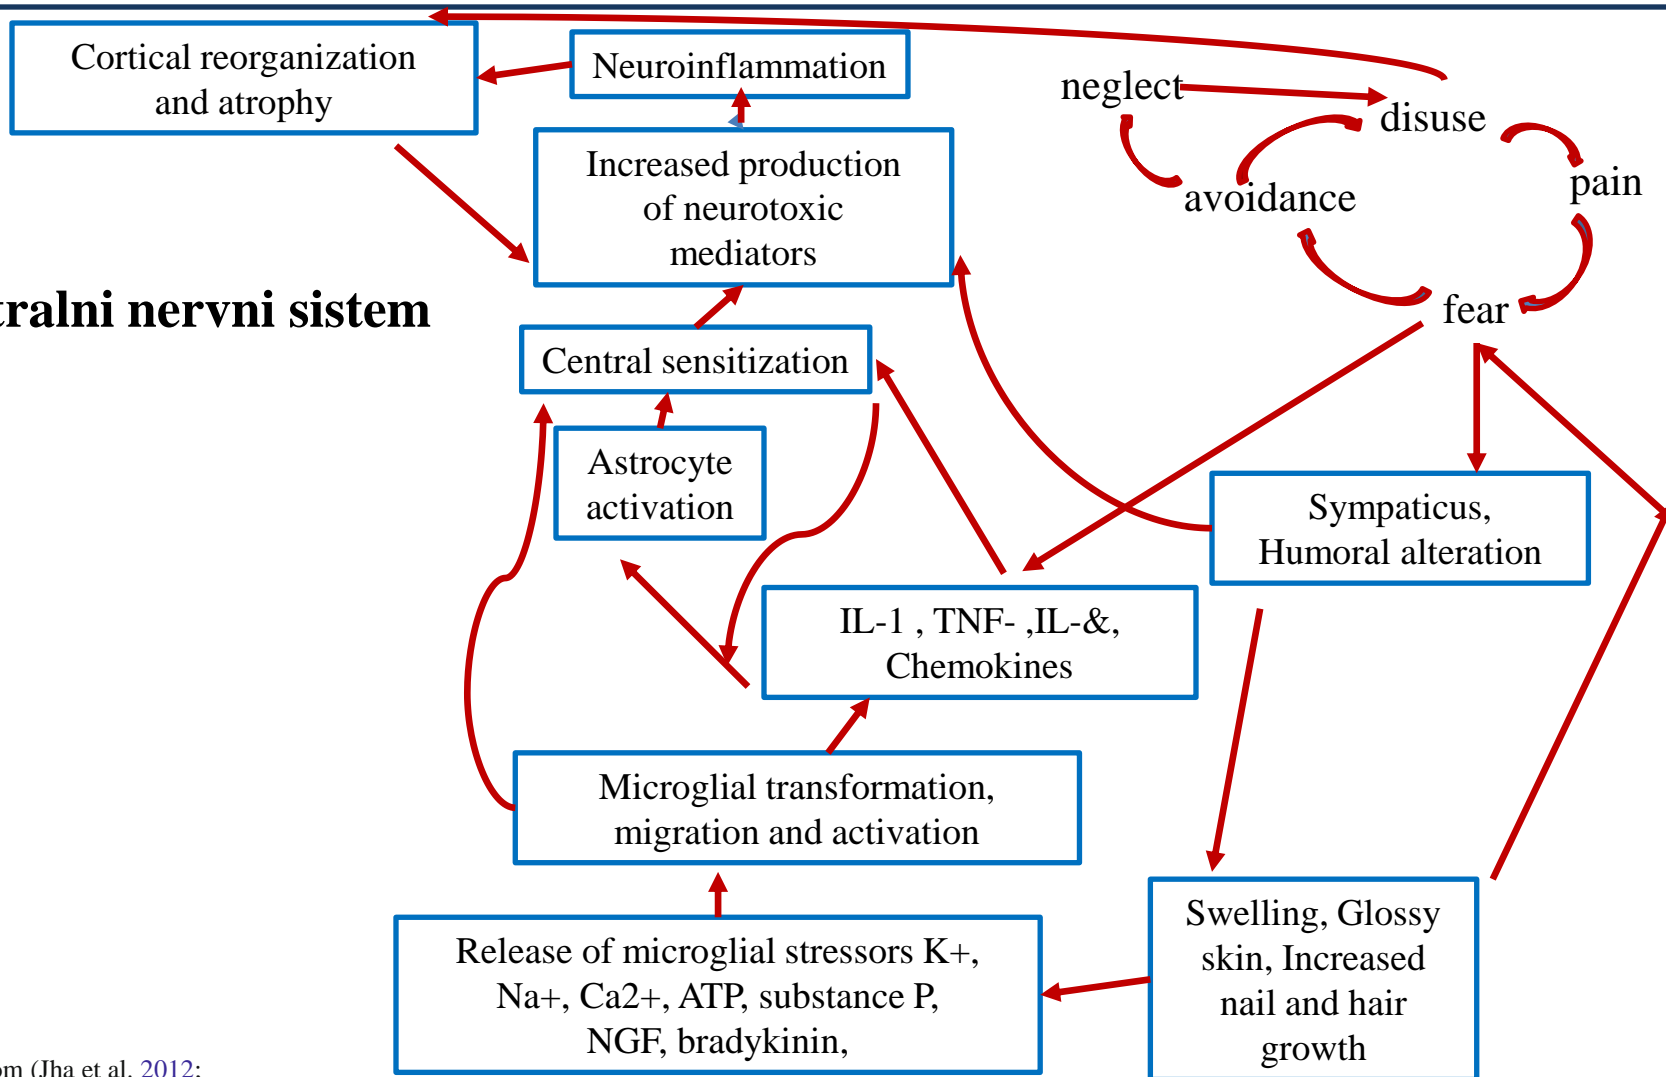 Cortical reorganization
and atrophy
Neuroinflammation
neglect
disuse
Increased production
of neurotoxic
mediators
pain
avoidance
tralni nervni sistem
fear
Central sensitization
Astrocyte
activation
Sympaticus,
Humoral alteration
IL-1 , TNF- ,IL-&,
Chemokines
Microglial transformation,
migration and activation
Swelling, Glossy
skin, Increased
nail and hair
growth
Release of microglial stressors K+,
Na+, Ca2+, ATP, substance P,
NGF, bradykinin,
om (Jha et al. 2012;